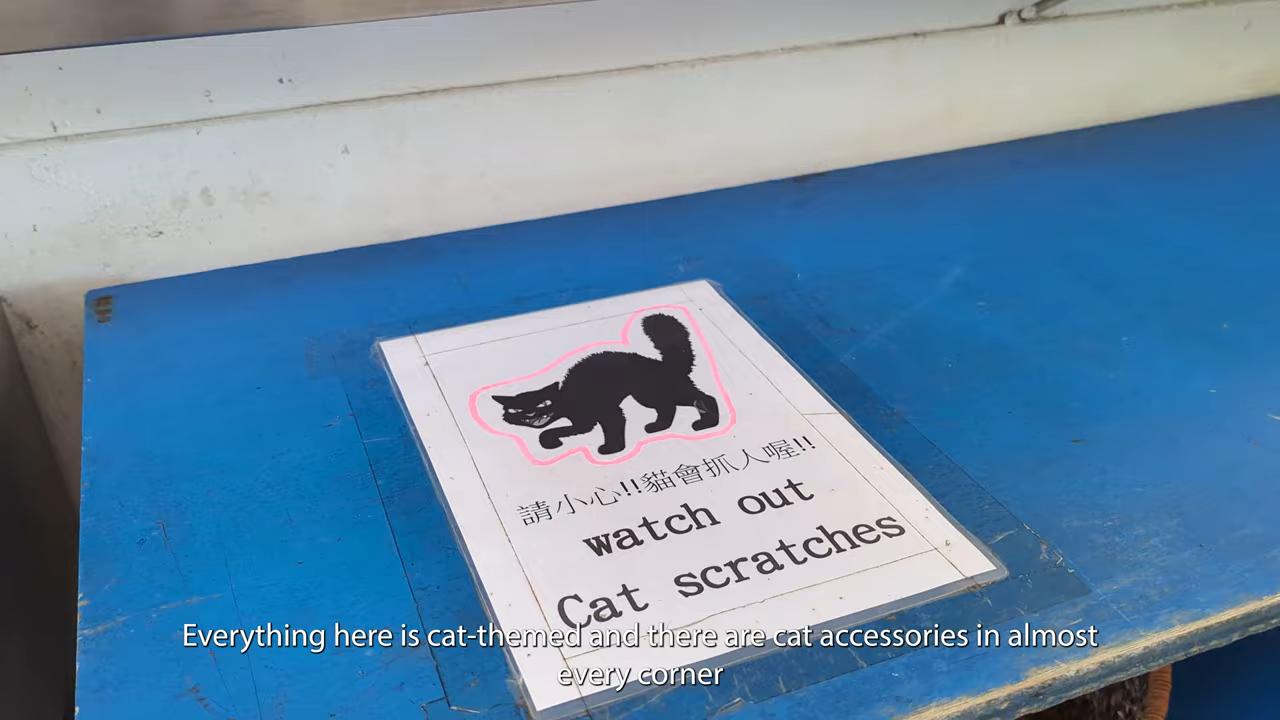 請小心!!貓會抓人喔!!
watch out
Cat scratches
Everything here is cat-themed and there are cat accessories in almost
every corner